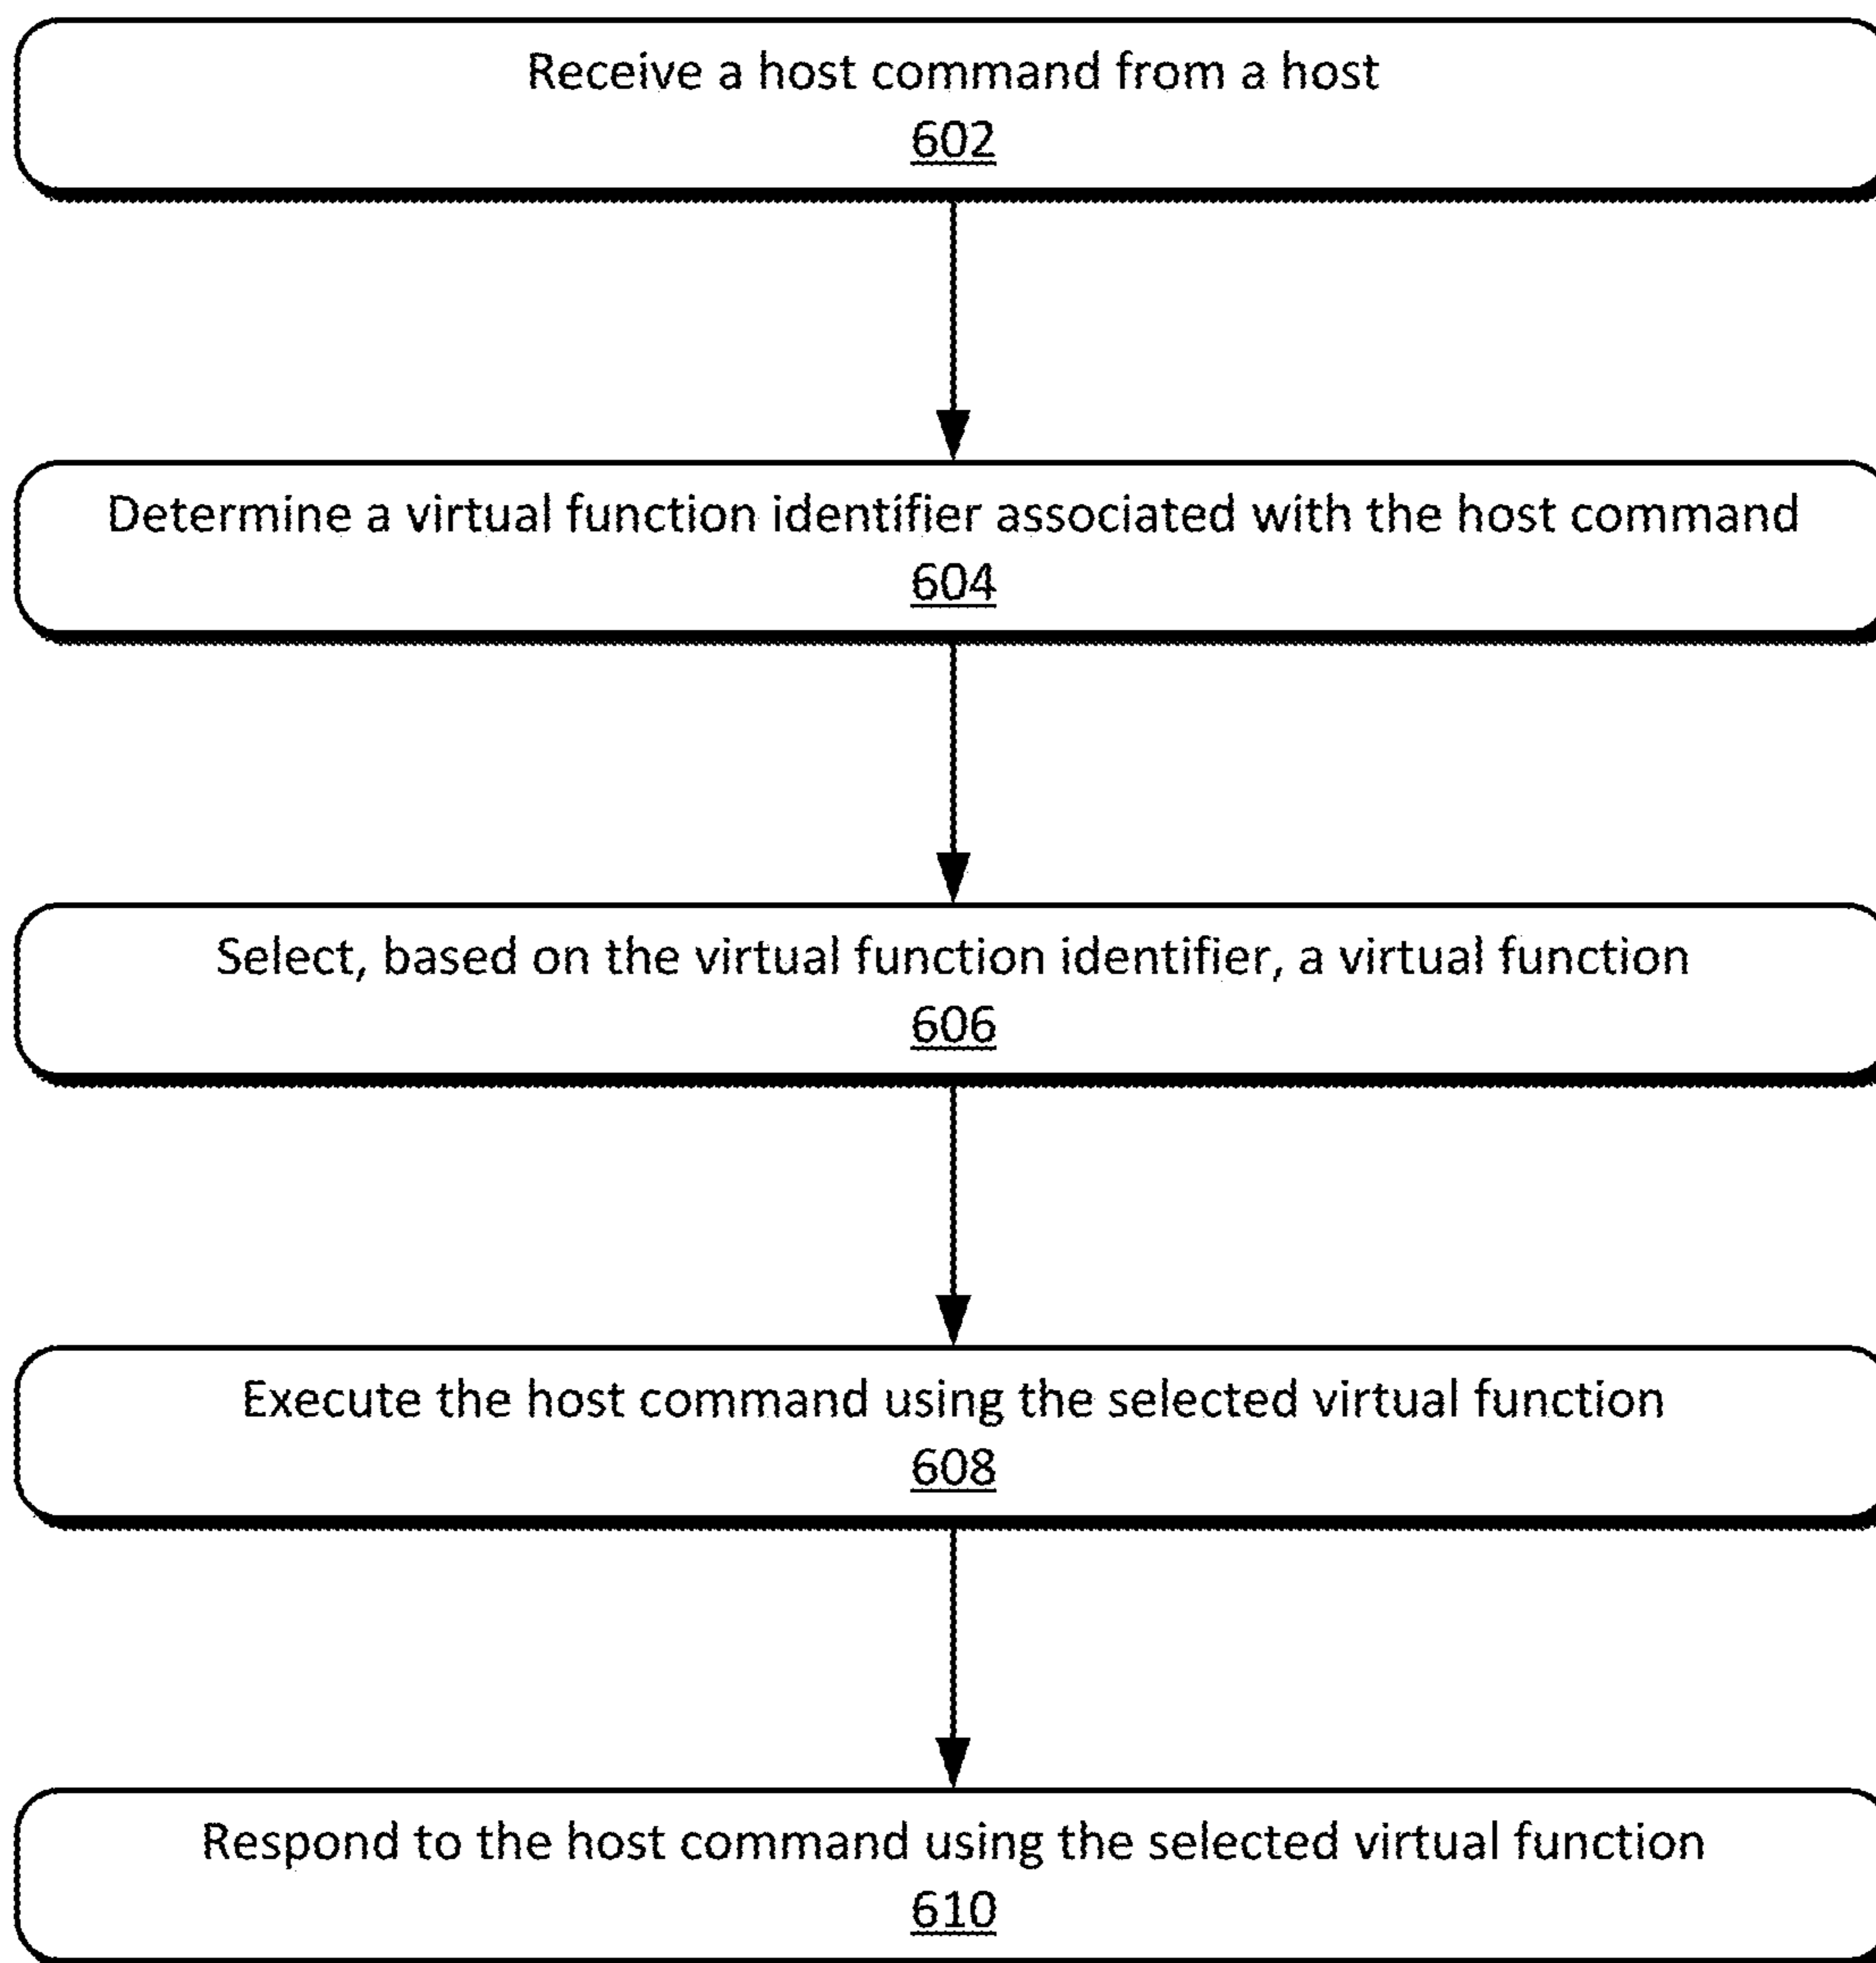 Receive a host command from a host
602
Determine a virtual function identifier associated with the host command
604
Select, based on the virtual function identifier, a virtual function
606
Execute the host command using the selected virtual function
608
Respond to the host command using the selected virtual function
610